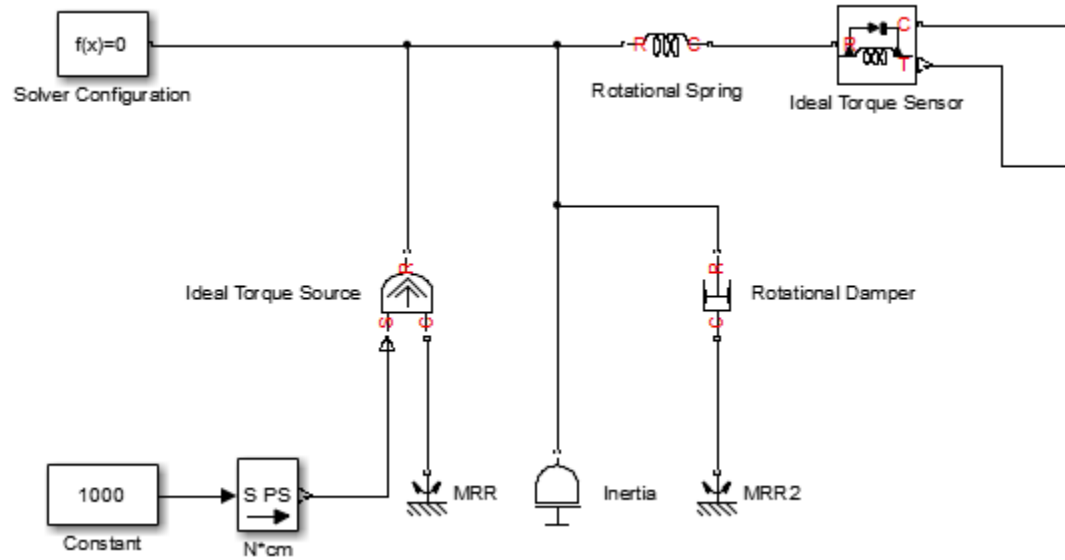 f(x)=0
Solver Configuration
R
C
Rotational Spring
R
C
T
Ideal Torque Sensor
Ideal Torque Source
R
S
C
R
C
Rotational Damper
1000
Constant
S PS
N*cm
MRR
Inertia
MRR2